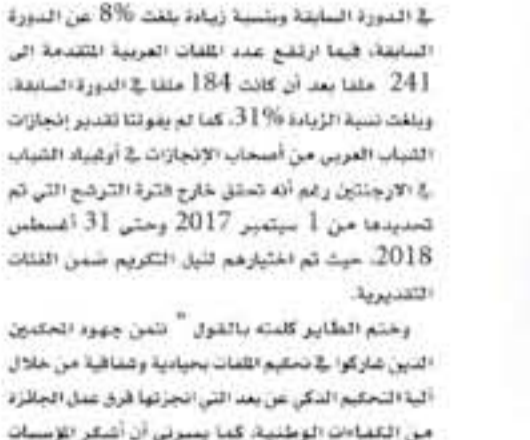 في الدورة السابقة وبنسبة زيادة بلغت 8% عن الدورة
السابقة، فيما ارتفع عدد الملفات العربية المتقدمة الى
241 ملفا بعد أن كانت 184 ملفا في الدورة السابقة،
وبلغت نسبة الزيادة 31%، كما لم يفوتنا تقدير إنجازات
الشباب العربي من أصحاب الإنجازات في أولمبياد الشباب
في الارجنتين رغم أنه تحقق خارج فترة الترشح التي تم
تحديدها من 1 سبتمبر 2017 وحتى 31 أغسطس
2018، حيث تم اختيارهم لنيل التكريم ضمن الفئات
التقديرية.
وختم الطاير كلمته بالقول " نثمن جهود المحكمين
الذين شاركوا في تحكيم الملفات بحيادية وشفافية من خلال
آلية التحكيم الذكي عن بعد التي انجزتها فرق عمل الجائزة
من الكفاءات الوطنية، كما يسرني أن أشكر المؤسسات